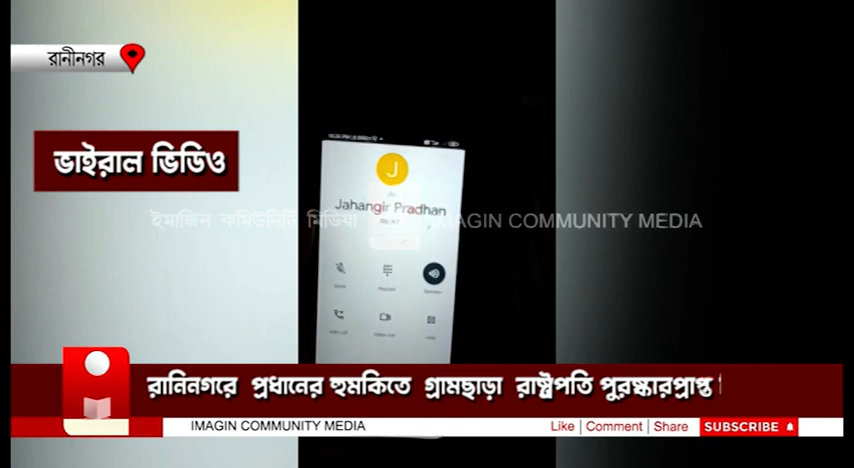 রানীনগর
ভাইরাল ভিডিও
J
Jahangir Pradhan
ইমাজিন কমিউনিটি মিডিয়া IMAGIN COMMUNITY MEDIA
রানিনগরে প্রধানের হুমকিতে গ্রামছাড়া রাষ্ট্রপতি পুরষ্কারপ্রাপ্ত
IMAGIN COMMUNITY MEDIA
Like | Comment | Share
SUBSCRIBE